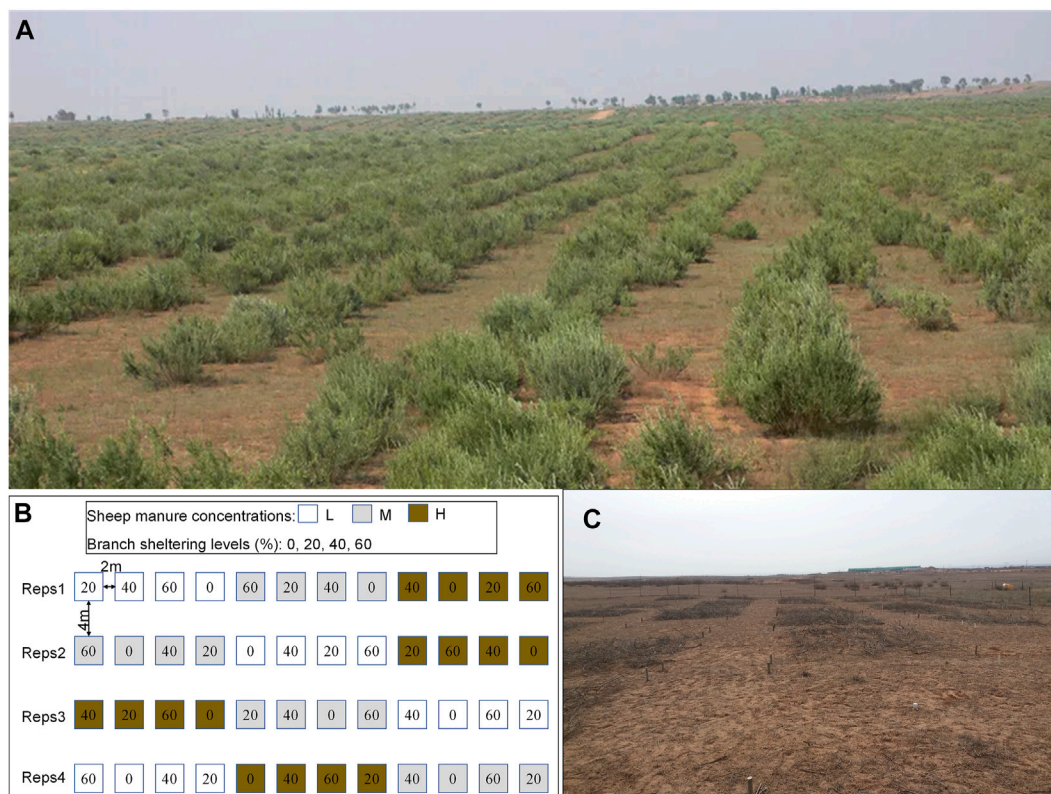 A
B
Sheep manure concentrations: L M H
Branch sheltering levels (%): 0, 20, 40, 60
2m
Reps1 20 40 60 0 60 20 40 0 40 0 20 60
4m
Reps2 60 0 40 20 0 40 20 60 20 60 40 0
Reps3 40 20 60 0 20 40 0 60 40 0 60 20
Reps4 60 0 40 20 0 40 60 20 40 0 60 20
C